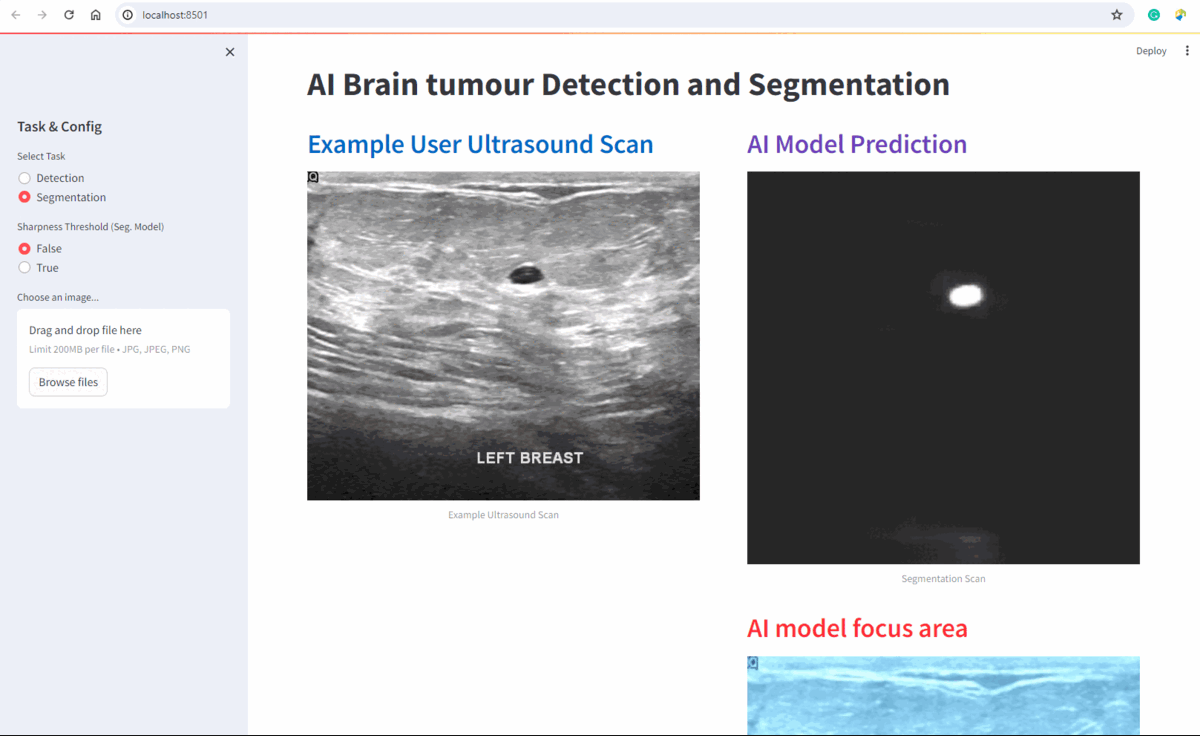 localhost:8501
Deploy
Task & Config
Select Task
Detection
Segmentation
Sharpness Threshold (Seg. Model)
False
True
Choose an image...
Drag and drop file here
Limit 200MB per file • JPG, JPEG, PNG
Browse files
AI Brain tumour Detection and Segmentation
Example User Ultrasound Scan
LEFT BREAST
Example Ultrasound Scan
AI Model Prediction
Segmentation Scan
AI model focus area